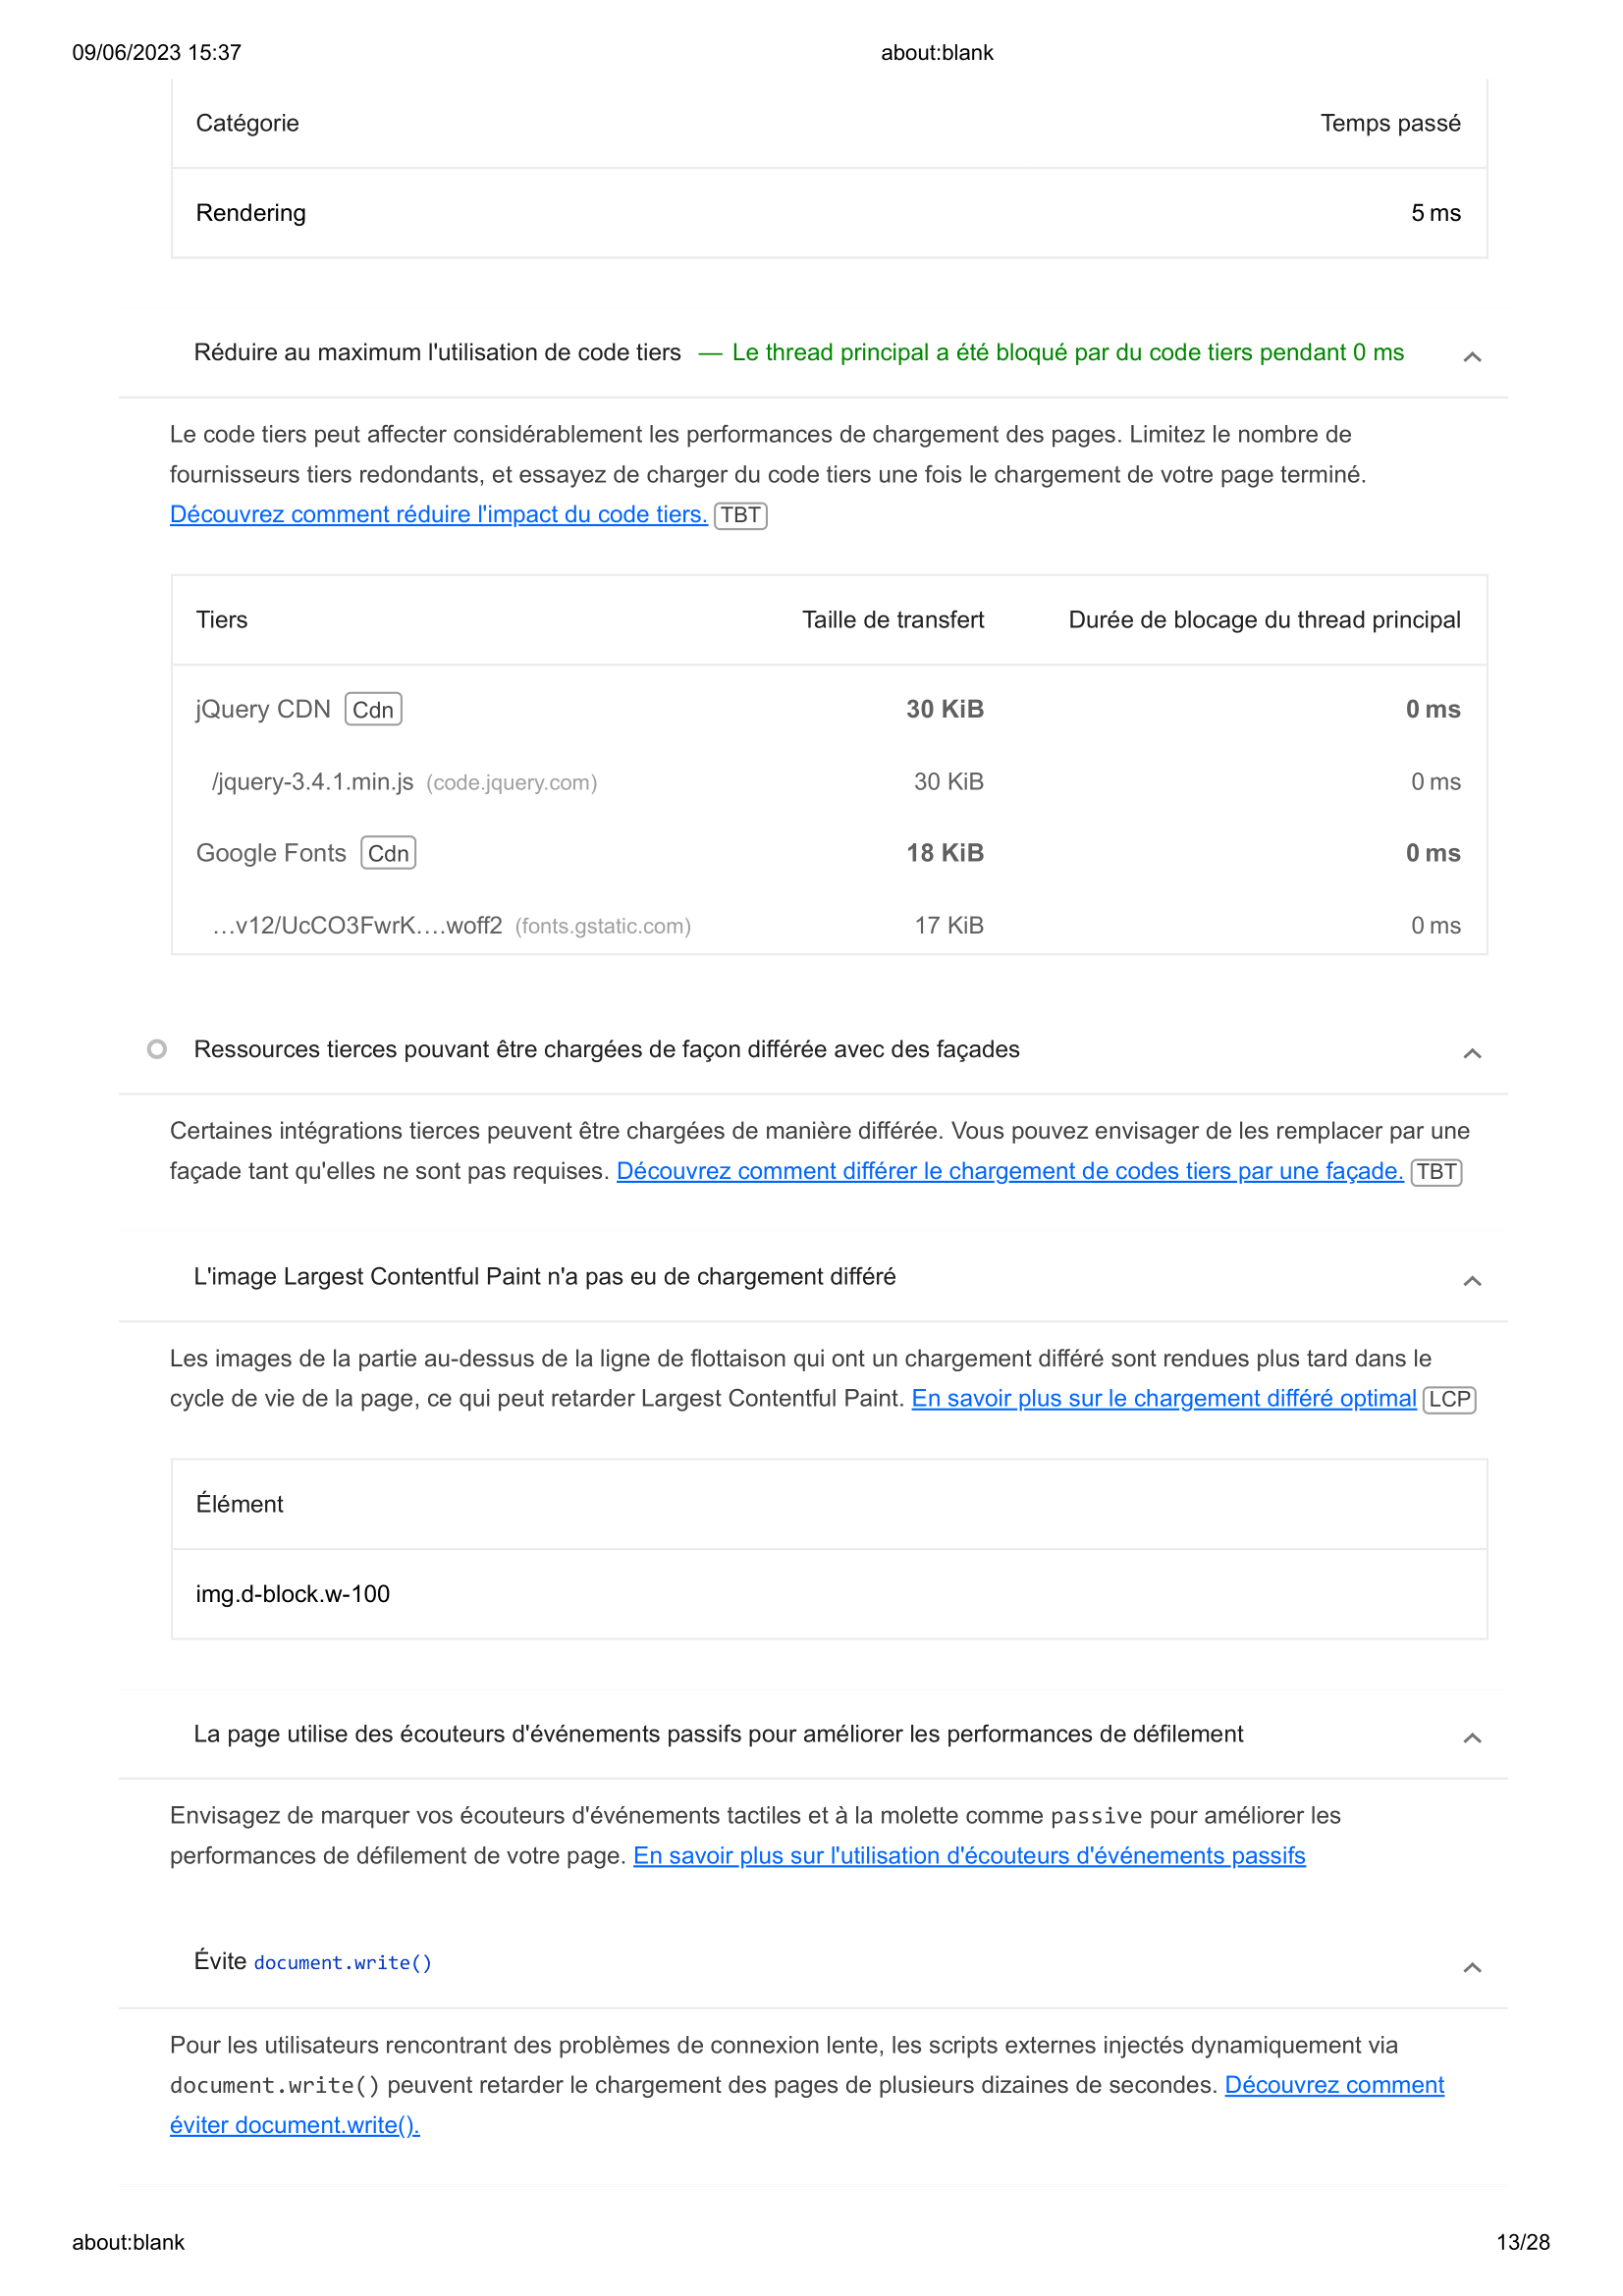 09/06/2023 15:37 about:blank
Catégorie Temps passé
Rendering 5 ms
Réduire au maximum l'utilisation de code tiers — Le thread principal a été bloqué par du code tiers pendant 0 ms
Le code tiers peut affecter considérablement les performances de chargement des pages. Limitez le nombre de
fournisseurs tiers redondants, et essayez de charger du code tiers une fois le chargement de votre page terminé.
Découvrez comment réduire l'impact du code tiers. TBT
Tiers Taille de transfert Durée de blocage du thread principal
jQuery CDN Cdn 30 KiB 0 ms
/jquery-3.4.1.min.js (code.jquery.com) 30 KiB 0 ms
Google Fonts Cdn 18 KiB 0 ms
…v12/UcCO3FwrK….woff2 (fonts.gstatic.com) 17 KiB 0 ms
Ressources tierces pouvant être chargées de façon différée avec des façades
Certaines intégrations tierces peuvent être chargées de manière différée. Vous pouvez envisager de les remplacer par une
façade tant qu'elles ne sont pas requises. Découvrez comment différer le chargement de codes tiers par une façade. TBT
L'image Largest Contentful Paint n'a pas eu de chargement différé
Les images de la partie au-dessus de la ligne de flottaison qui ont un chargement différé sont rendues plus tard dans le
cycle de vie de la page, ce qui peut retarder Largest Contentful Paint. En savoir plus sur le chargement différé optimal LCP
Élément
img.d-block.w-100
La page utilise des écouteurs d'événements passifs pour améliorer les performances de défilement
Envisagez de marquer vos écouteurs d'événements tactiles et à la molette comme passive pour améliorer les
performances de défilement de votre page. En savoir plus sur l'utilisation d'écouteurs d'événements passifs
Évite document.write()
Pour les utilisateurs rencontrant des problèmes de connexion lente, les scripts externes injectés dynamiquement via
document.write() peuvent retarder le chargement des pages de plusieurs dizaines de secondes. Découvrez comment
éviter document.write().
about:blank 13/28